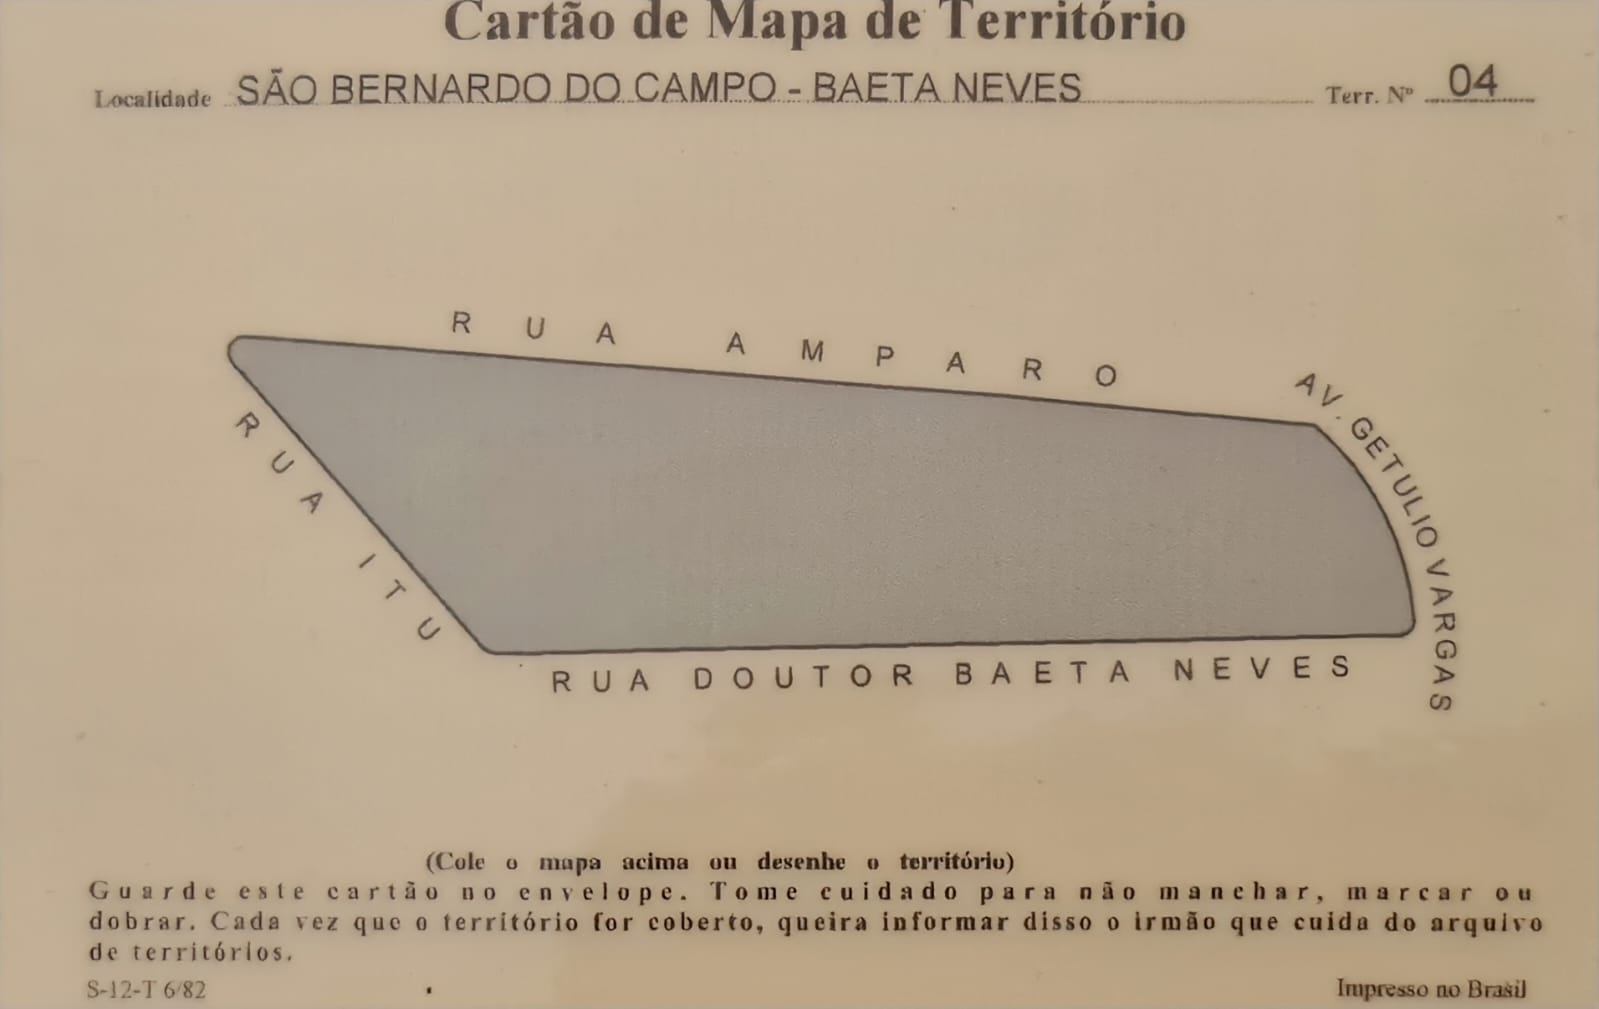 Cartão de Mapa de Território
Localidade SÃO BERNARDO DO CAMPO - BAETA NEVES Terr. Nº 04
RUA AMPARO
AV. GETULIO VARGAS
RUA ITU
RUA DOUTOR BAETA NEVES
(Cole o mapa acima ou desenhe o território)
Guarde este cartão no envelope. Tome cuidado para não manchar, marcar ou
dobrar. Cada vez que o território for coberto, queira informar disso o irmão que cuida do arquivo
de territórios.
S-12-T 6/82 Impresso no Brasil